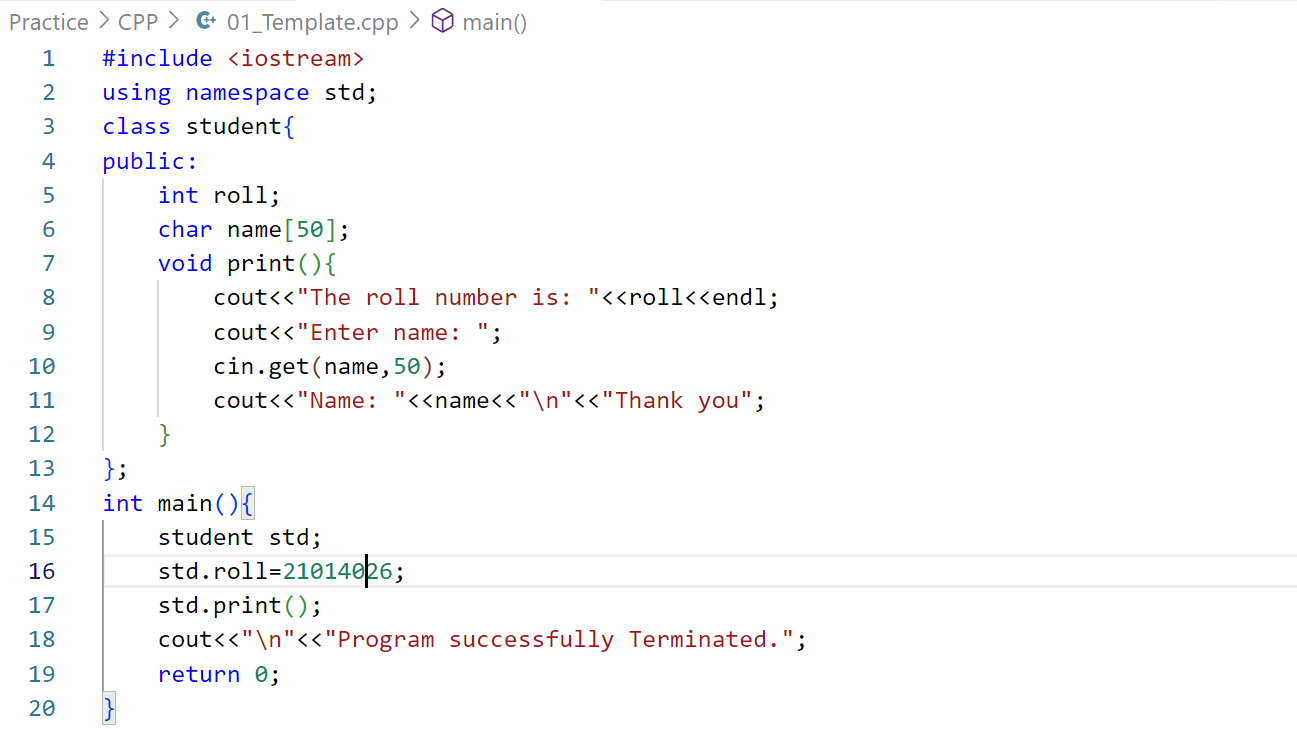 Practice > CPP > 01_Template.cpp > main()
1 #include <iostream>
2 using namespace std;
3 class student{
4 public:
5     int roll;
6     char name[50];
7     void print(){
8         cout<<"The roll number is: "<<roll<<endl;
9         cout<<"Enter name: ";
10         cin.get(name,50);
11         cout<<"Name: "<<name<<"\n"<<"Thank you";
12     }
13 };
14 int main(){
15     student std;
16     std.roll=21014026;
17     std.print();
18     cout<<"\n"<<"Program successfully Terminated.";
19     return 0;
20 }